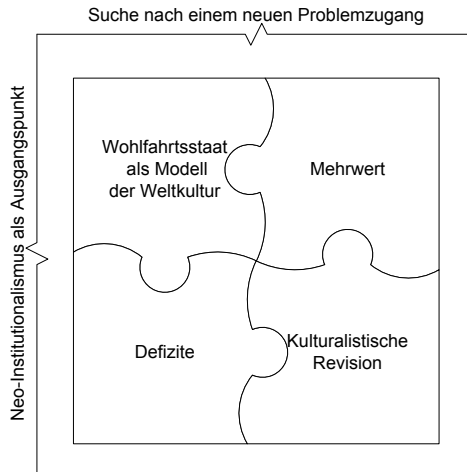 Suche nach einem neuen Problemzugang
Neo-Institutionalismus als Ausgangspunkt
Wohlfahrtsstaat
als Modell
der Weltkultur
Mehrwert
Defizite
Kulturalistische
Revision